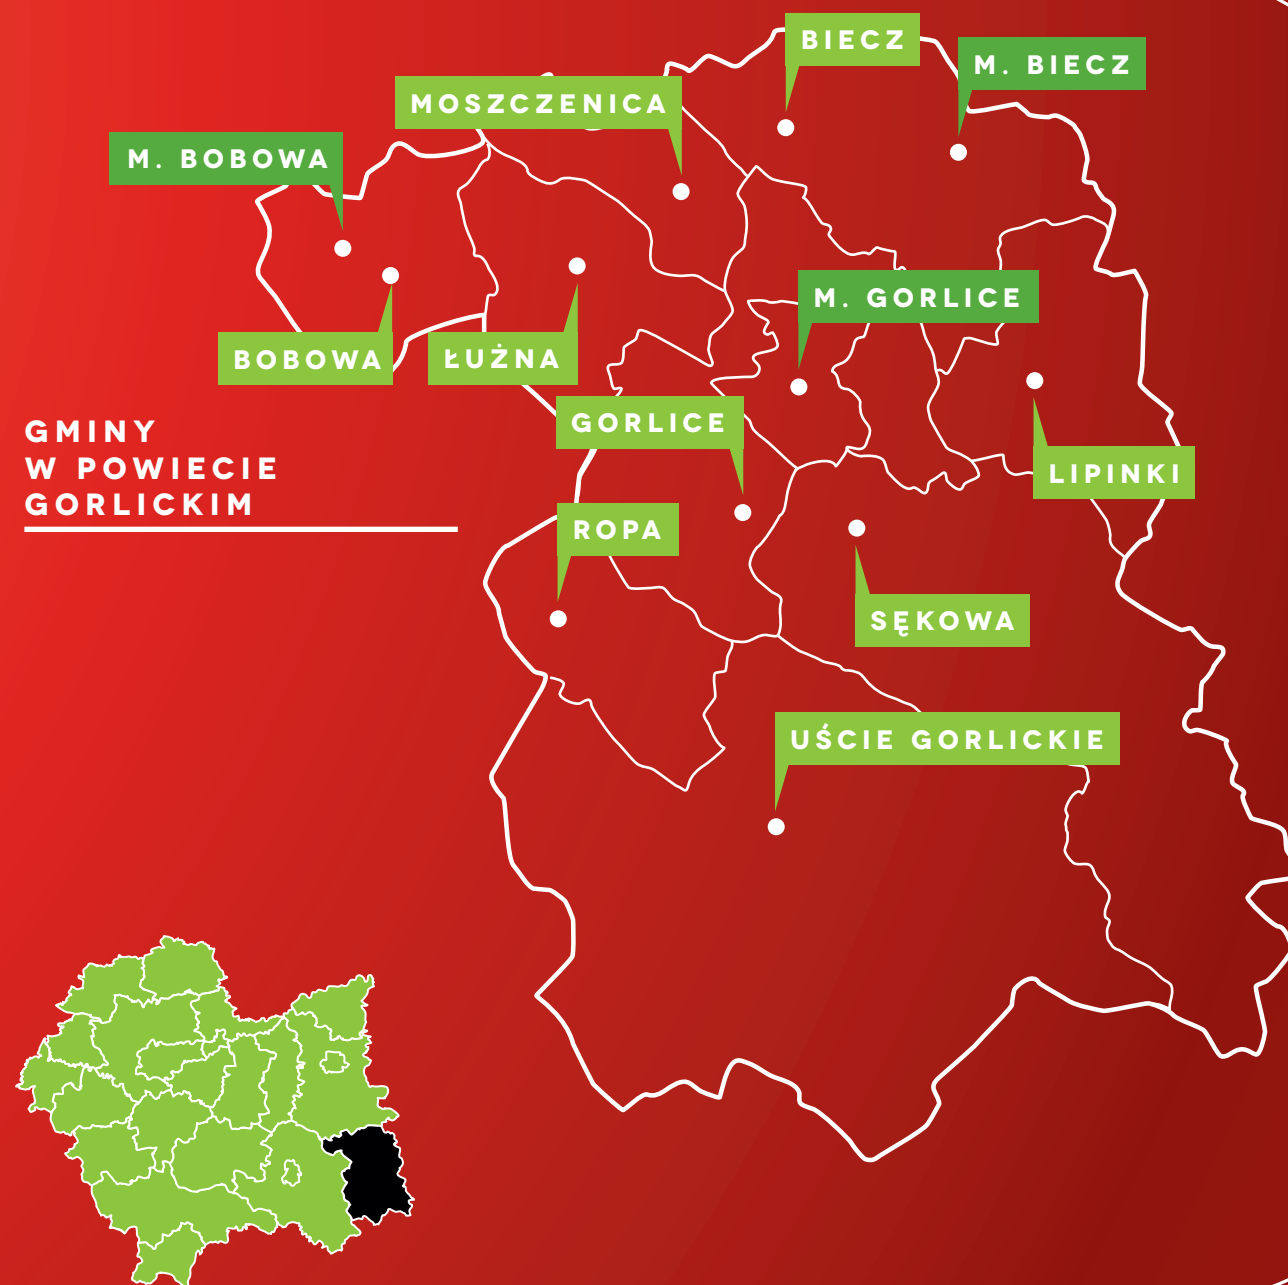 BIECZ
M. BIECZ
MOSZCZENICA
M. BOBOWA
M. GORLICE
BOBOWA
ŁUŻNA
GORLICE
LIPINKI
GMINY
W POWIECIE
GORLICKIM
ROPA
SĘKOWA
UŚCIE GORLICKIE